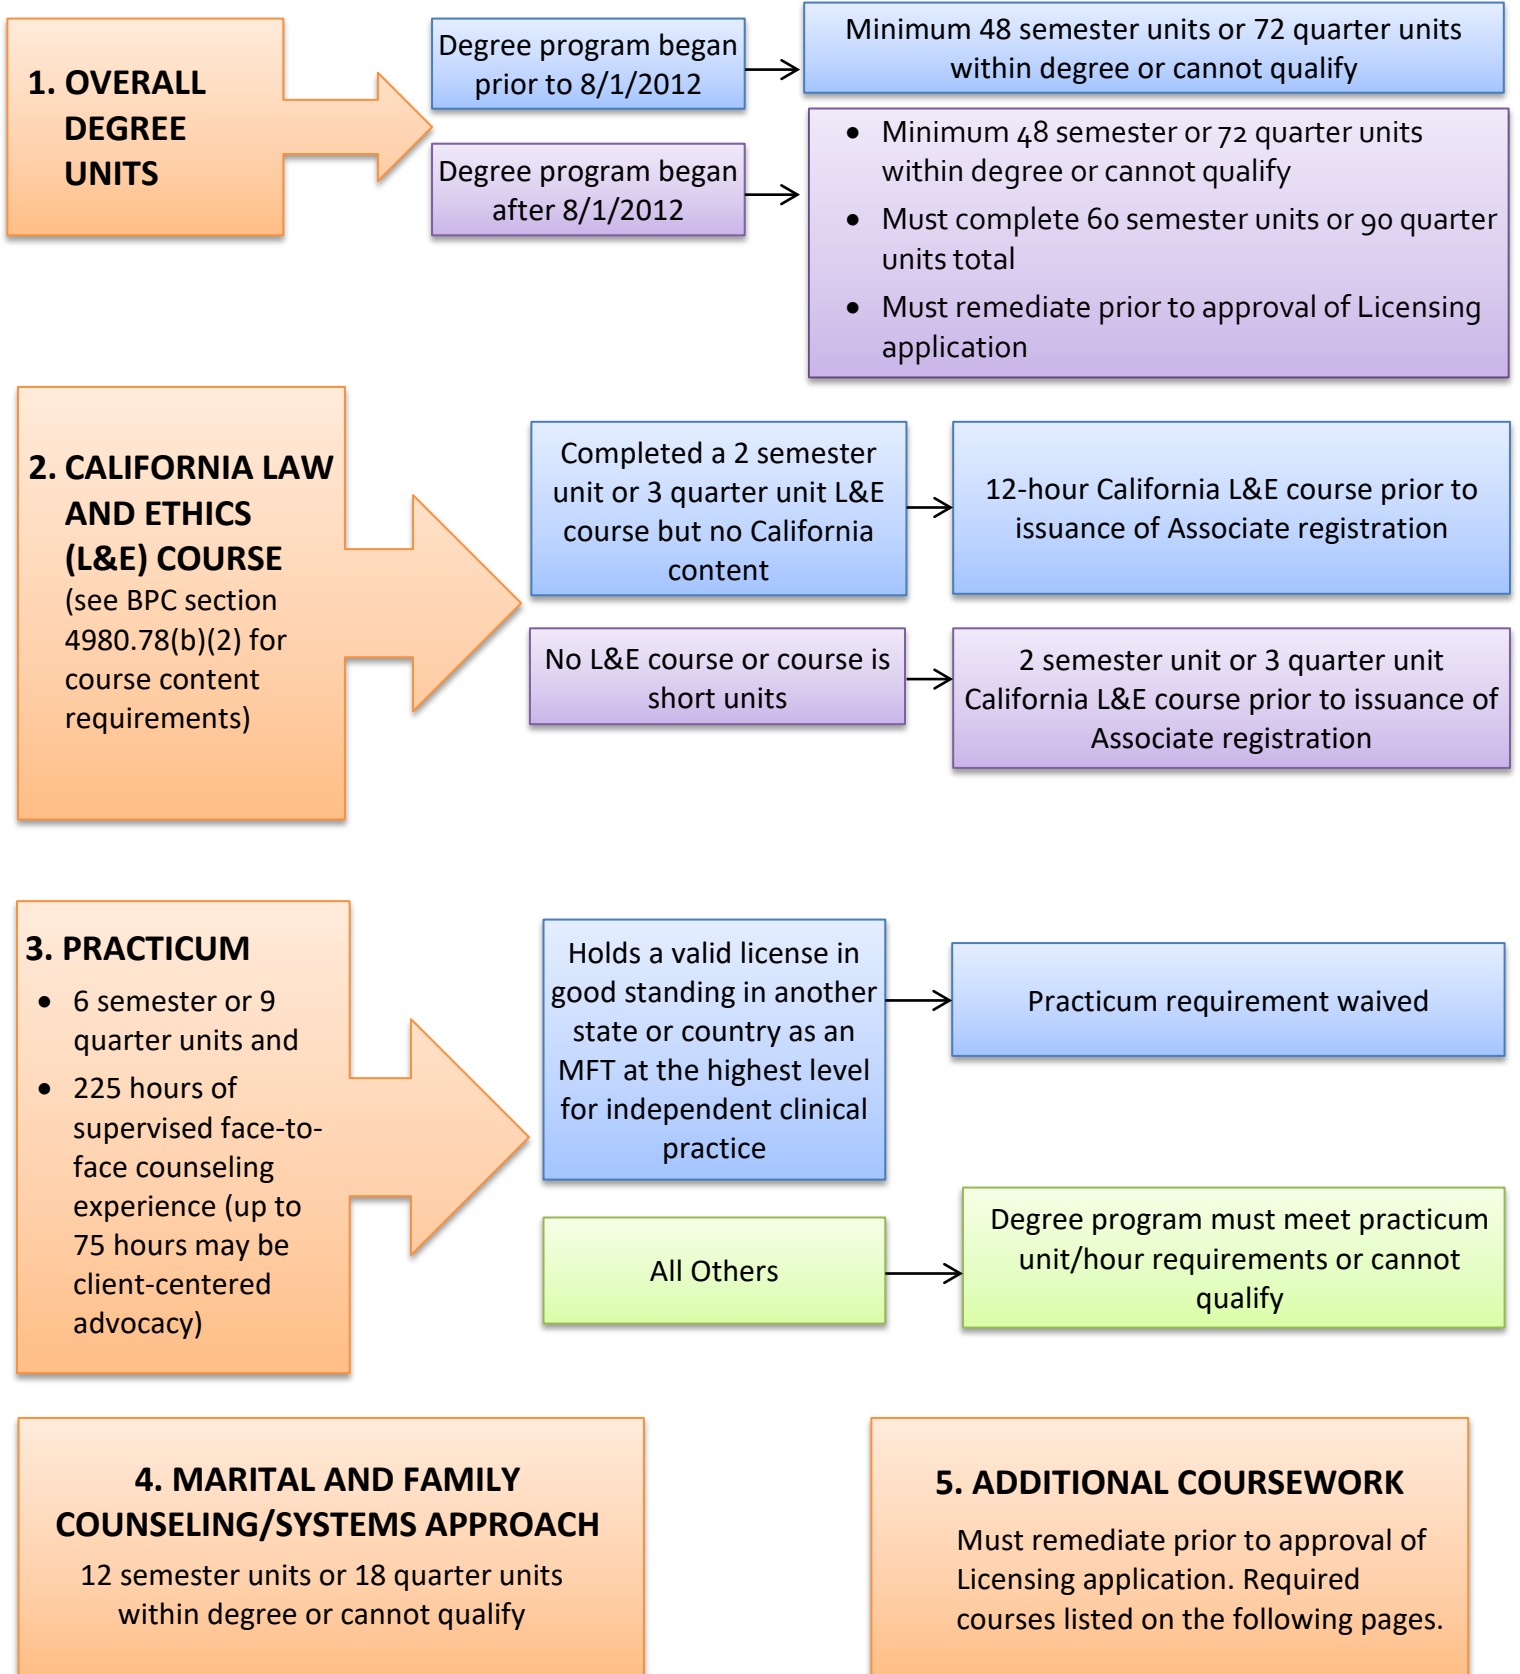 1. OVERALL
DEGREE
UNITS
Degree program began
prior to 8/1/2012
Minimum 48 semester units or 72 quarter units
within degree or cannot qualify
Degree program began
after 8/1/2012
• Minimum 48 semester or 72 quarter units
within degree or cannot qualify
• Must complete 60 semester units or 90 quarter
units total
• Must remediate prior to approval of Licensing
application
2. CALIFORNIA LAW
AND ETHICS
(L&E) COURSE
(see BPC section
4980.78(b)(2) for
course content
requirements)
Completed a 2 semester
unit or 3 quarter unit L&E
course but no California
content
12-hour California L&E course prior to
issuance of Associate registration
No L&E course or course is
short units
2 semester unit or 3 quarter unit
California L&E course prior to issuance of
Associate registration
3. PRACTICUM
• 6 semester or 9
quarter units and
• 225 hours of
supervised face-to-
face counseling
experience (up to
75 hours may be
client-centered
advocacy)
Holds a valid license in
good standing in another
state or country as an
MFT at the highest level
for independent clinical
practice
Practicum requirement waived
All Others
Degree program must meet practicum
unit/hour requirements or cannot
qualify
4. MARITAL AND FAMILY
COUNSELING/SYSTEMS APPROACH
12 semester units or 18 quarter units
within degree or cannot qualify
5. ADDITIONAL COURSEWORK
Must remediate prior to approval of
Licensing application. Required
courses listed on the following pages.